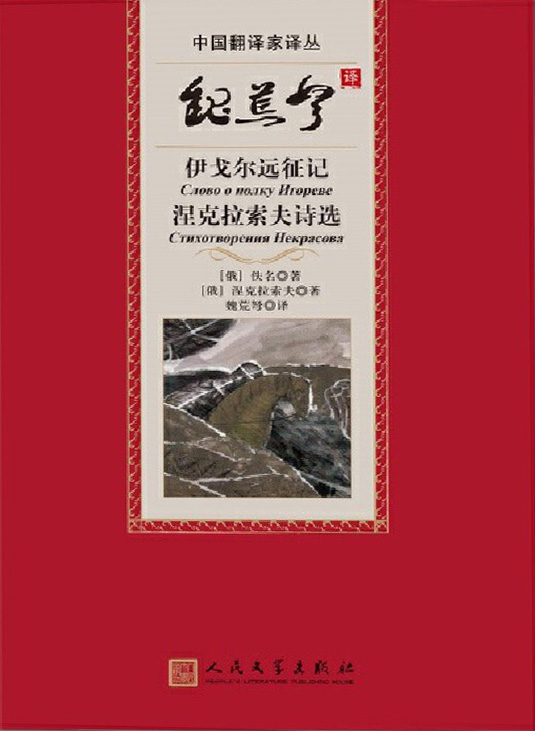 中国翻译家译丛
魏荒弩 译
伊戈尔远征记
Слово о полку Игореве
涅克拉索夫诗选
Стихотворения Некрасова
[俄] 佚名◎著
[俄] 涅克拉索夫◎著
魏荒弩◎译
人民文学出版社
PEOPLE'S LITERATURE PUBLISHING HOUSE